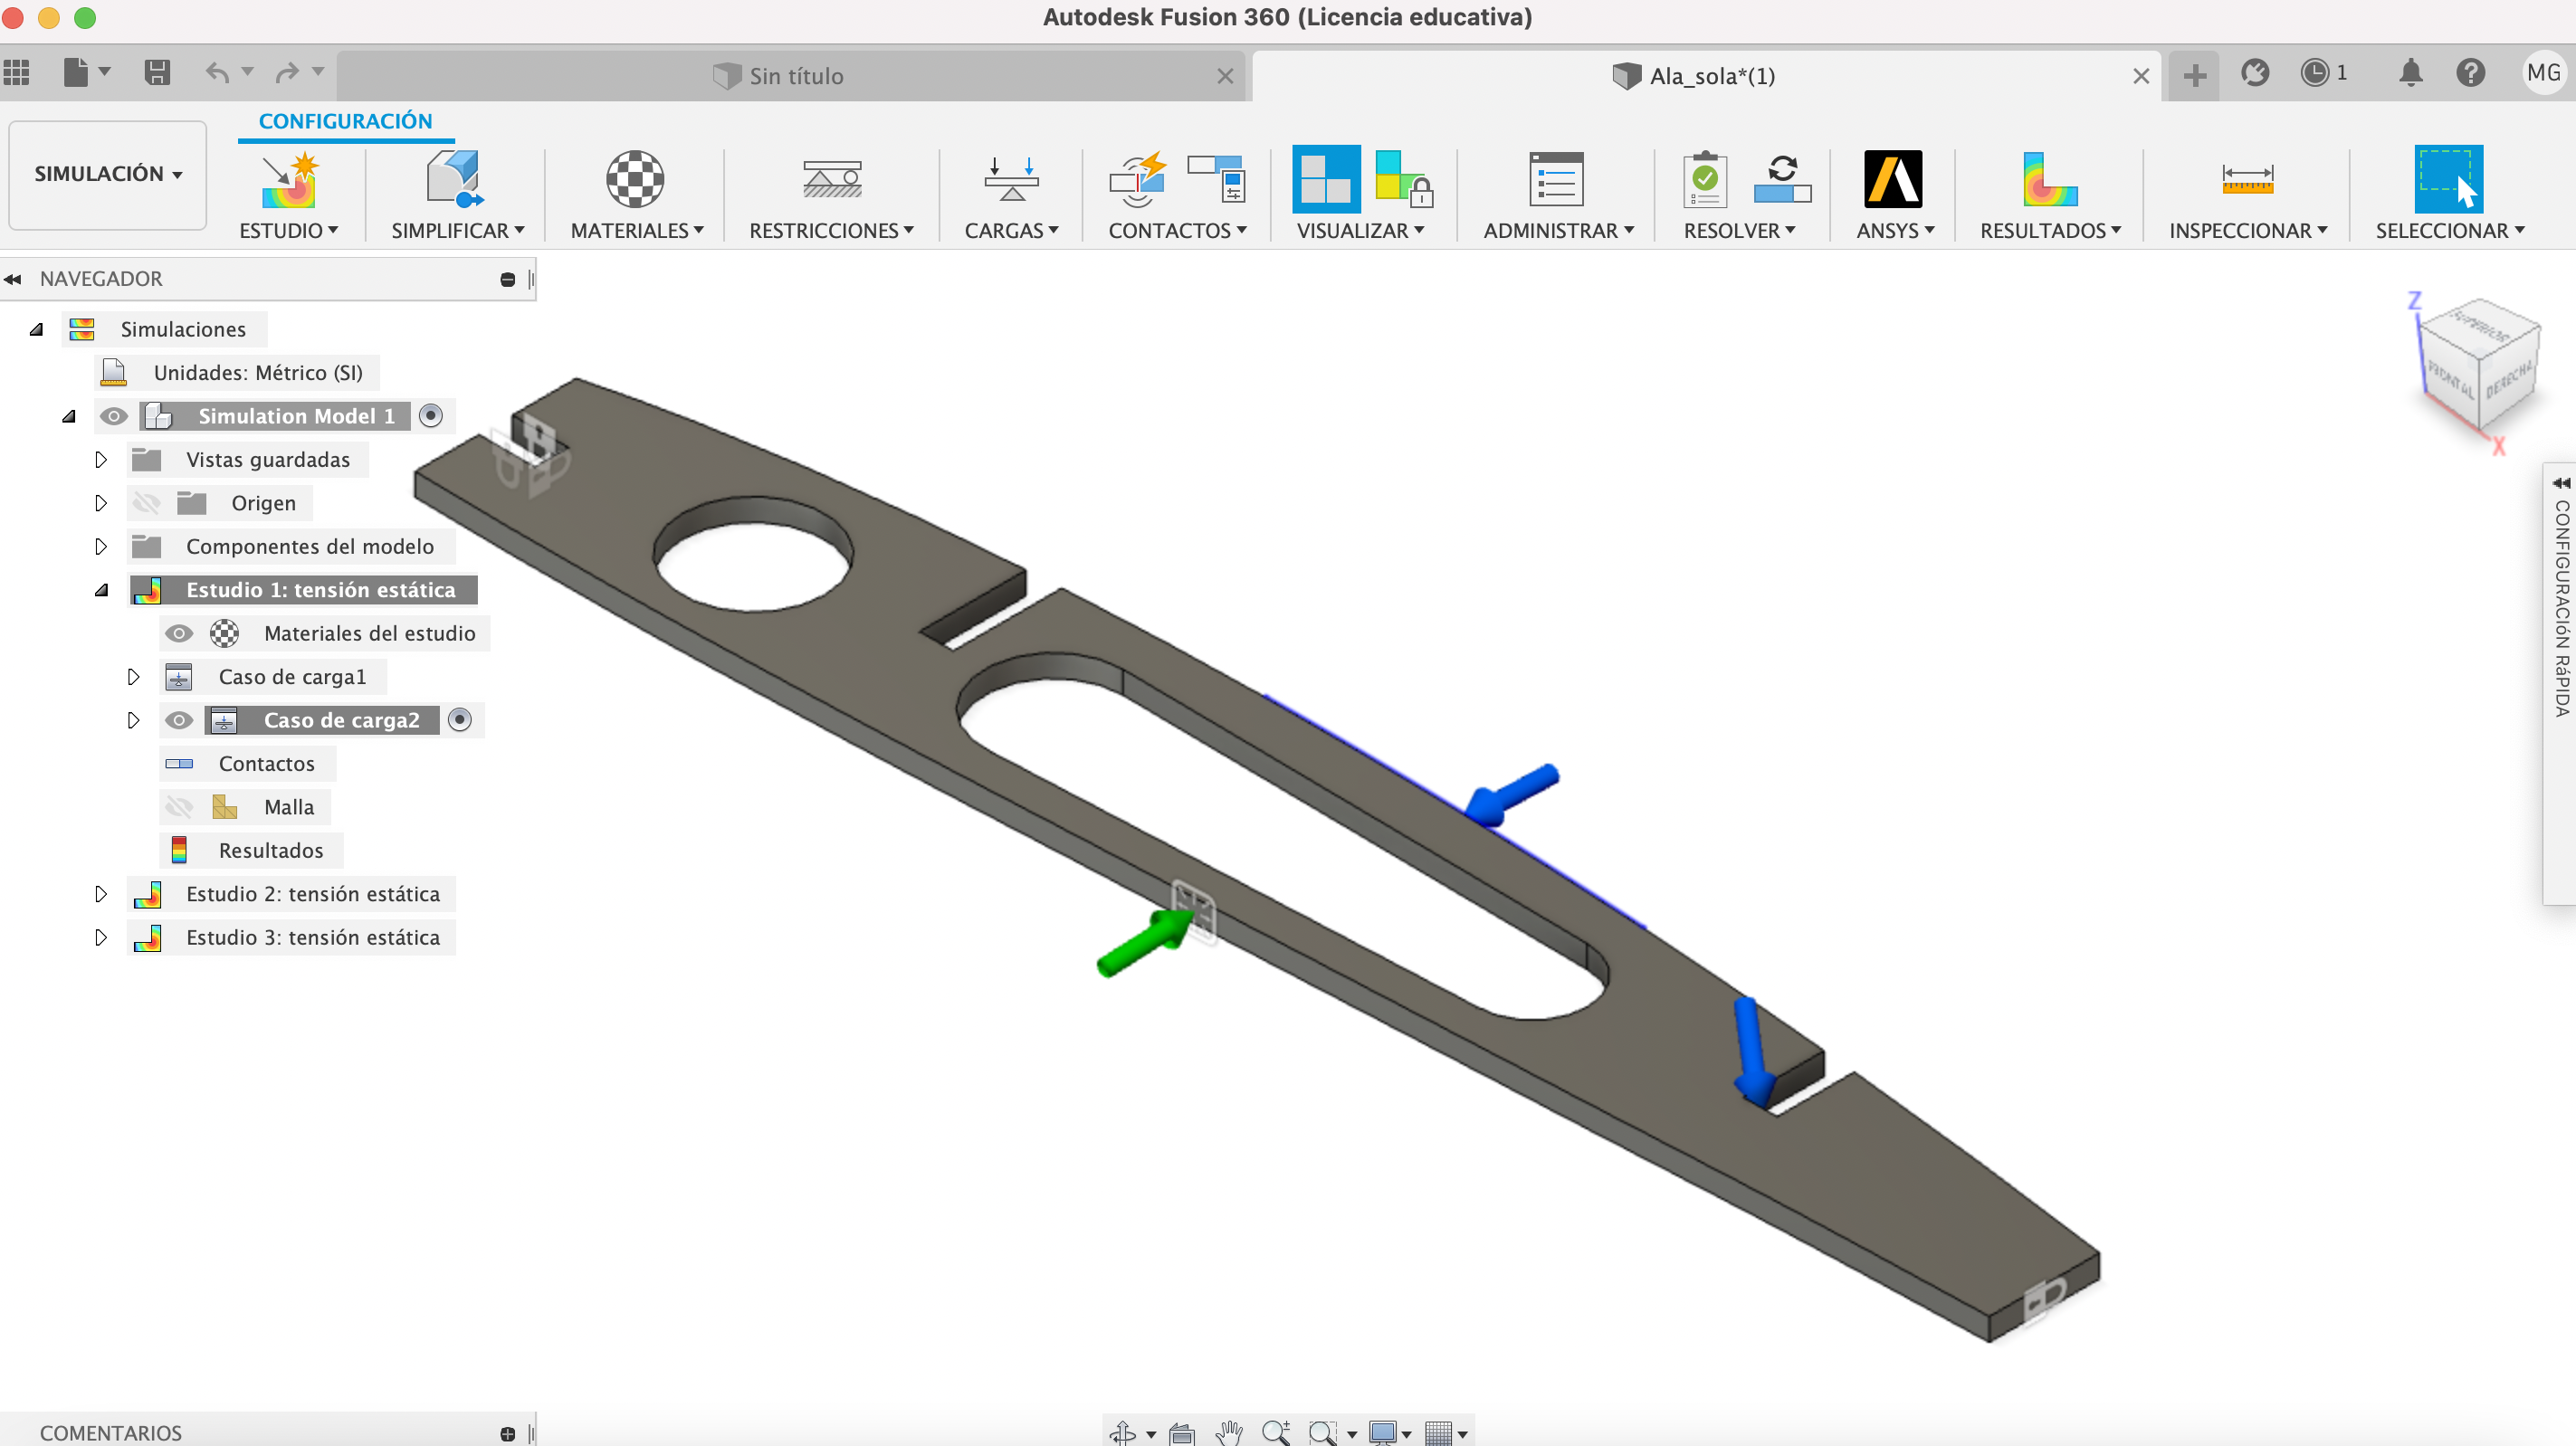 Autodesk Fusion 360 (Licencia educativa)
Sin título
Ala_sola*(1)
1
MG
CONFIGURACIÓN
SIMULACIÓN
ESTUDIO
SIMPLIFICAR
MATERIALES
RESTRICCIONES
CARGAS
CONTACTOS
VISUALIZAR
ADMINISTRAR
RESOLVER
ANSYS
RESULTADOS
INSPECCIONAR
SELECCIONAR
NAVEGADOR
Simulaciones
Unidades: Métrico (SI)
Simulation Model 1
Vistas guardadas
Origen
Componentes del modelo
Estudio 1: tensión estática
Materiales del estudio
Caso de carga1
Caso de carga2
Contactos
Malla
Resultados
Estudio 2: tensión estática
Estudio 3: tensión estática
Z
SUPERIOR
FRONTAL
DERECHA
X
CONFIGURACIóN RáPIDA
COMENTARIOS